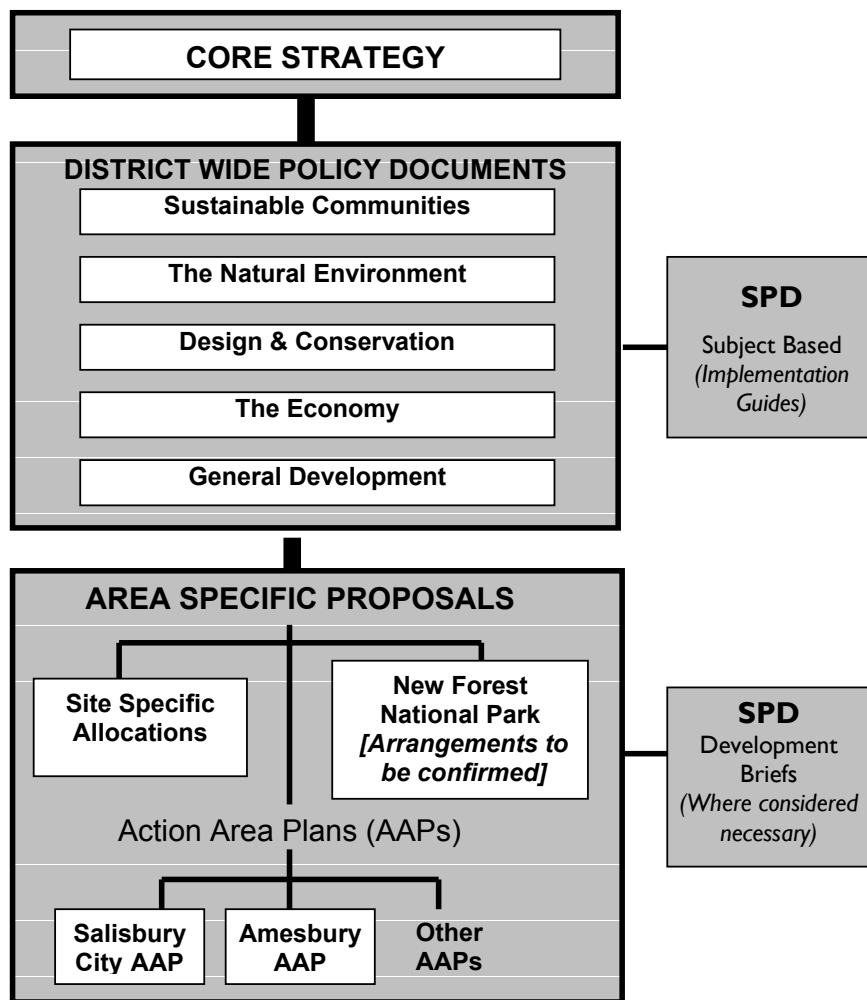 CORE STRATEGY
DISTRICT WIDE POLICY DOCUMENTS
Sustainable Communities
The Natural Environment
Design & Conservation
The Economy
General Development
SPD
Subject Based
(Implementation
Guides)
AREA SPECIFIC PROPOSALS
Site Specific
Allocations
New Forest
National Park
[Arrangements to
be confirmed]
SPD
Development
Briefs
(Where considered
necessary)
Action Area Plans (AAPs)
Salisbury
City AAP
Amesbury
AAP
Other
AAPs